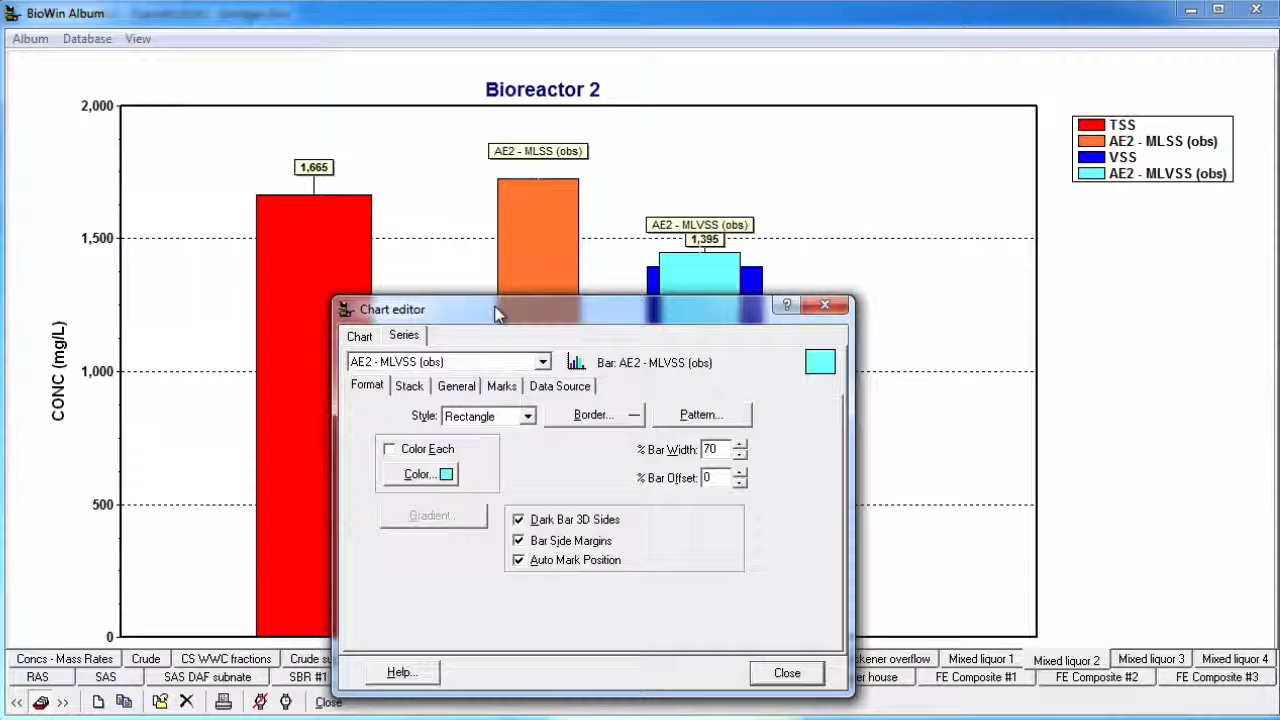 BioWin Album
Album Database View
Bioreactor 2
2,000
1,500
1,000
500
0
CONC (mg/L)
1,665
AE2 - MLSS (obs)
AE2 - MLVSS (obs)
1,395
TSS
AE2 - MLSS (obs)
VSS
AE2 - MLVSS (obs)
Chart editor
Chart Series
AE2 - MLVSS (obs) Bar: AE2 - MLVSS (obs)
Format Stack General Marks Data Source
Style: Rectangle Border... Pattern...
Color Each
Color...
% Bar Width: 70
% Bar Offset: 0
Gradient...
Dark Bar 3D Sides
Bar Side Margins
Auto Mark Position
Help... Close
Concs - Mass Rates Crude CS WWC fractions Crude Mixed liquor 1 Mixed liquor 2 Mixed liquor 3 Mixed liquor 4
overflow
RAS SAS SAS DAF subnate SBR #1 house FE Composite #1 FE Composite #2 FE Composite #3
<< >> Close